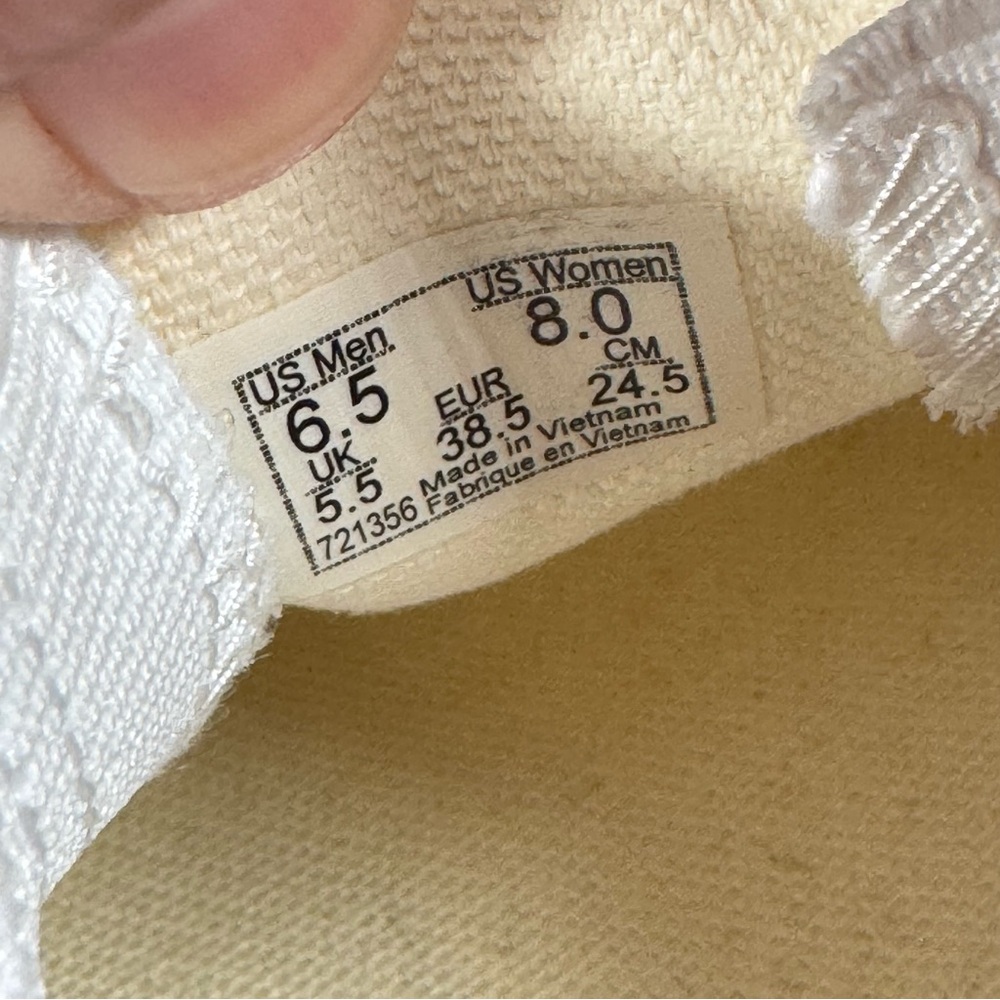 US Men
6.5
UK
5.5
EUR
38.5
US Women
8.0
CM
24.5
721356 Made in Vietnam
Fabrique en Vietnam